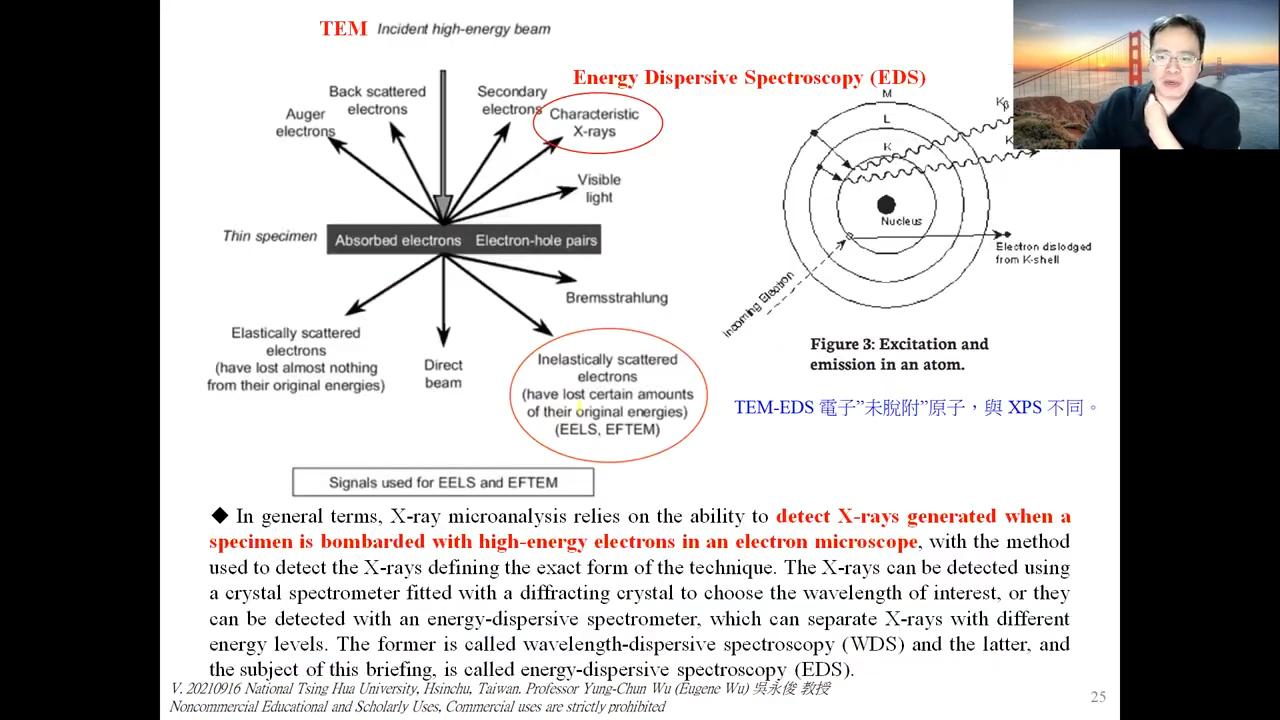 TEM Incident high-energy beam
Energy Dispersive Spectroscopy (EDS)
Back scattered
electrons
Auger
electrons
Secondary
electrons
Characteristic
X-rays
Visible
light
Thin specimen
Absorbed electrons Electron-hole pairs
Bremsstrahlung
Elastically scattered
electrons
(have lost almost nothing
from their original energies)
Direct
beam
Inelastically scattered
electrons
(have lost certain amounts
of their original energies)
(EELS, EFTEM)
Signals used for EELS and EFTEM
M
L
K
Kβ
K
Nucleus
Electron dislodged
from K-shell
Incoming Electron
Figure 3: Excitation and
emission in an atom.
TEM-EDS 電子”未脫附”原子，與 XPS 不同。
◆ In general terms, X-ray microanalysis relies on the ability to detect X-rays generated when a
specimen is bombarded with high-energy electrons in an electron microscope, with the method
used to detect the X-rays defining the exact form of the technique. The X-rays can be detected using
a crystal spectrometer fitted with a diffracting crystal to choose the wavelength of interest, or they
can be detected with an energy-dispersive spectrometer, which can separate X-rays with different
energy levels. The former is called wavelength-dispersive spectroscopy (WDS) and the latter, and
the subject of this briefing, is called energy-dispersive spectroscopy (EDS).
V. 20210916 National Tsing Hua University, Hsinchu, Taiwan. Professor Yung-Chun Wu (Eugene Wu) 吳永俊 教授
Noncommercial Educational and Scholarly Uses, Commercial uses are strictly prohibited
25